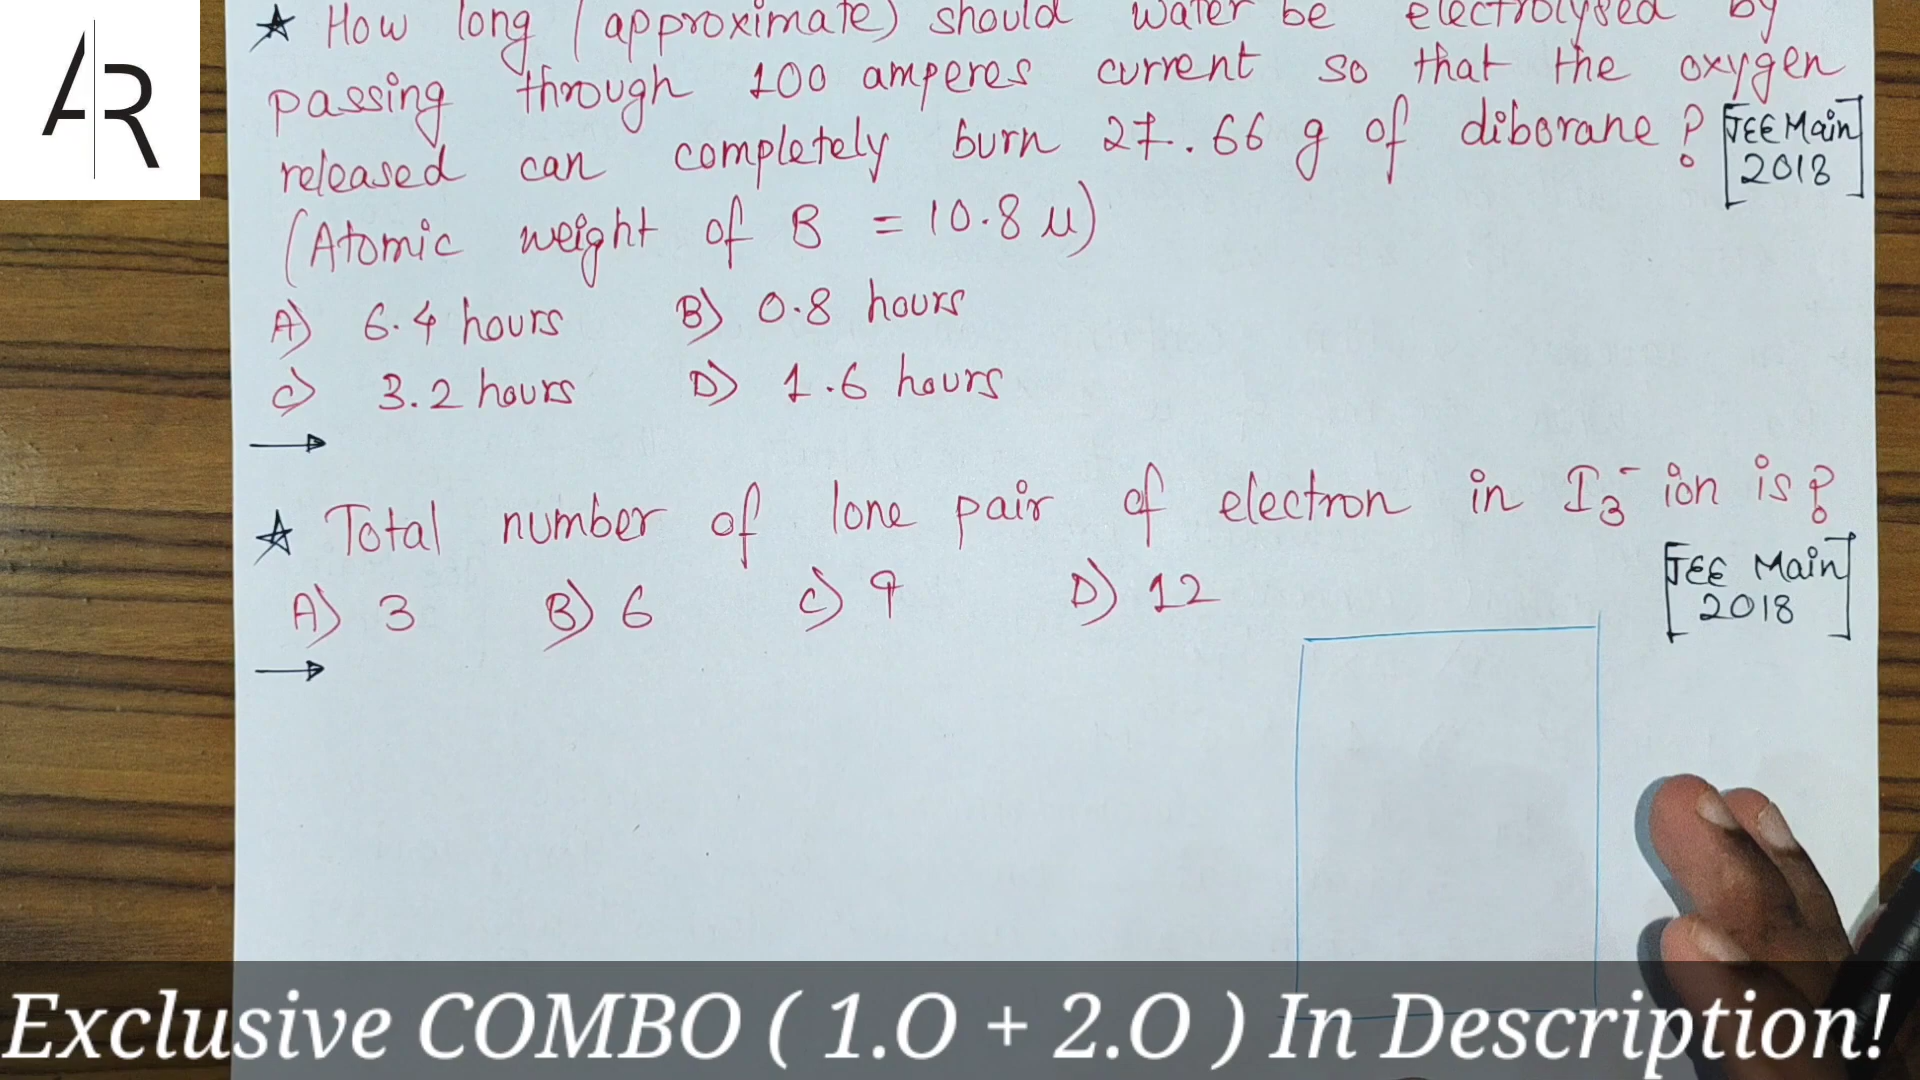 AR
★ How long (approximate) should water be electrolysed by
passing through 100 amperes current so that the oxygen
released can completely burn 27.66 g of diborane?
[JEE Main 2018]
(Atomic weight of B = 10.8 u)
A) 6.4 hours B) 0.8 hours
C) 3.2 hours D) 1.6 hours
→
★ Total number of lone pair of electron in I3- ion is?
[JEE Main 2018]
A) 3 B) 6 C) 9 D) 12
→
Exclusive COMBO ( 1.O + 2.O ) In Description!